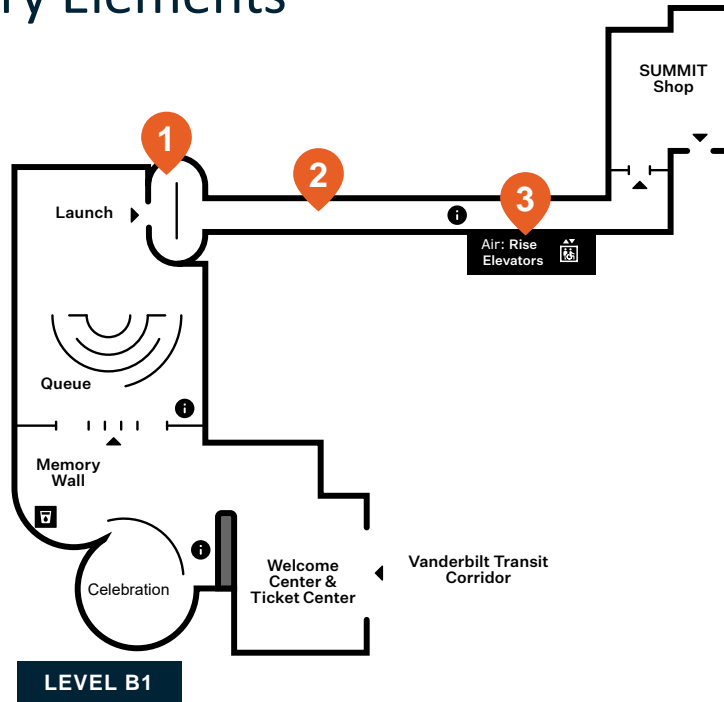 ry Elements
SUMMIT
Shop
1
2
3
Launch
Air: Rise
Elevators
Queue
Memory
Wall
Welcome
Center &
Ticket Center
Vanderbilt Transit
Corridor
Celebration
LEVEL B1